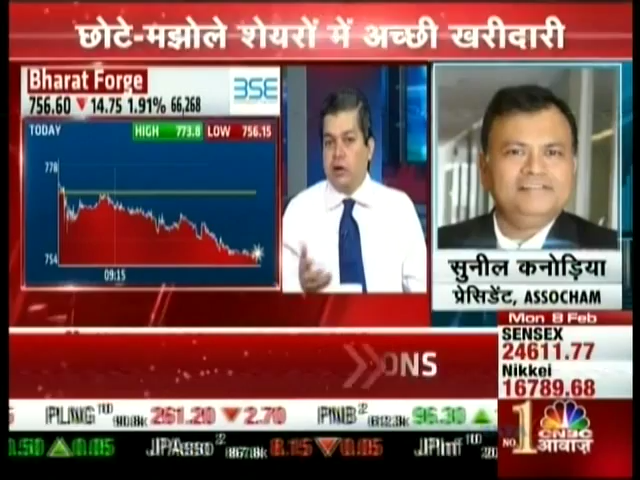 छोटे-मझोले शेयरों में अच्छी खरीदारी
Bharat Forge
BSE
756.60 ▼ 14.75 1.91% 66,268
TODAY HIGH 773.8 LOW 756.15
778
754
09:15
सुनील कनोड़िया
प्रेसिडेंट, ASSOCHAM
Mon 8 Feb
SENSEX
24611.77
Nikkei
16789.68
ONS
PLNG 261.20 ▼ 2.70 PNB 96.30 ▲
▲ 0.05 JPAsso 8.15 ▼ 0.05 JPInf
NO. 1 CNBC
आवाज़